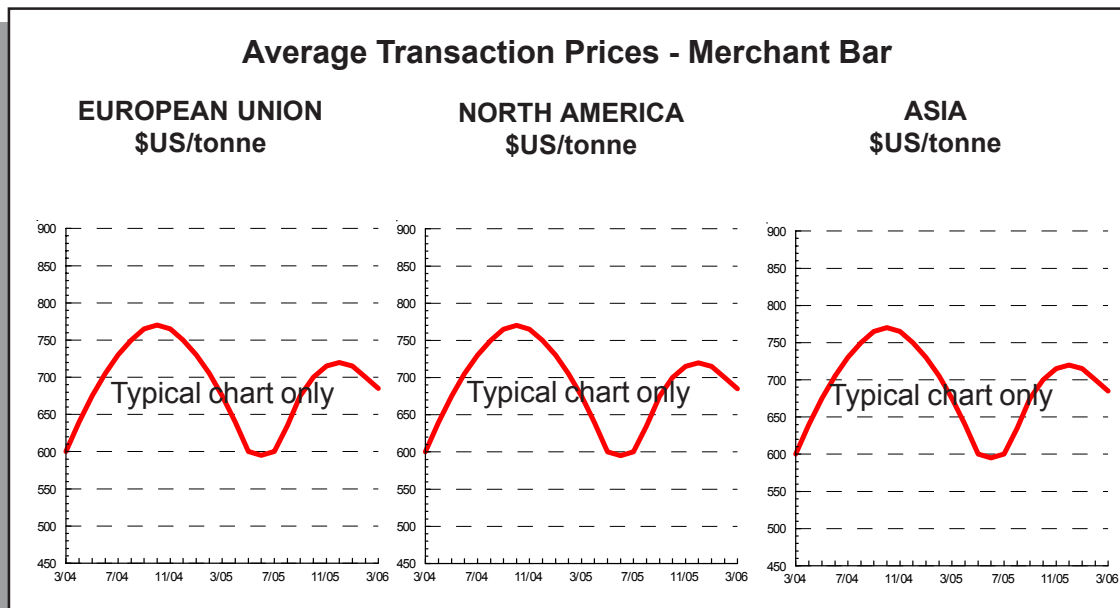 Average Transaction Prices - Merchant Bar
EUROPEAN UNION
$US/tonne
900
850
800
750
700
650
600
550
500
450
3/04 7/04 11/04 3/05 7/05 11/05 3/06
Typical chart only
NORTH AMERICA
$US/tonne
900
850
800
750
700
650
600
550
500
450
3/04 7/04 11/04 3/05 7/05 11/05 3/06
Typical chart only
ASIA
$US/tonne
900
850
800
750
700
650
600
550
500
450
3/04 7/04 11/04 3/05 7/05 11/05 3/06
Typical chart only